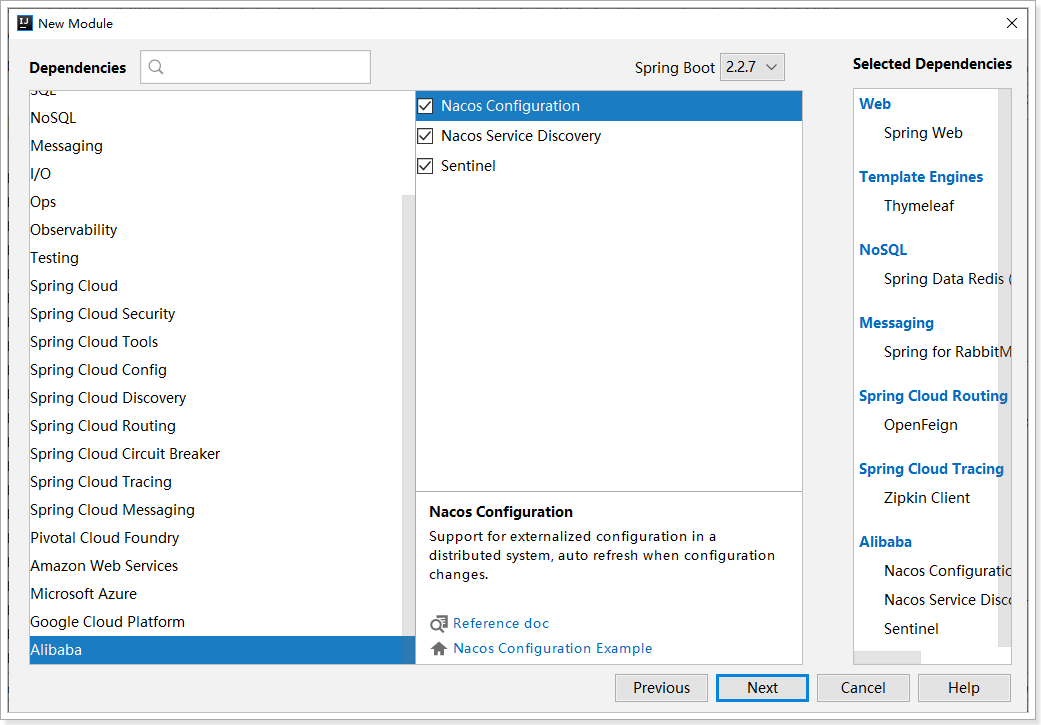 New Module
Dependencies
Spring Boot 2.2.7
Selected Dependencies
SQL
NoSQL
Messaging
I/O
Ops
Observability
Testing
Spring Cloud
Spring Cloud Security
Spring Cloud Tools
Spring Cloud Config
Spring Cloud Discovery
Spring Cloud Routing
Spring Cloud Circuit Breaker
Spring Cloud Tracing
Spring Cloud Messaging
Pivotal Cloud Foundry
Amazon Web Services
Microsoft Azure
Google Cloud Platform
Alibaba
Nacos Configuration
Nacos Service Discovery
Sentinel
Nacos Configuration
Support for externalized configuration in a
distributed system, auto refresh when configuration
changes.
Reference doc
Nacos Configuration Example
Web
Spring Web
Template Engines
Thymeleaf
NoSQL
Spring Data Redis (
Messaging
Spring for RabbitM
Spring Cloud Routing
OpenFeign
Spring Cloud Tracing
Zipkin Client
Alibaba
Nacos Configuratic
Nacos Service Disco
Sentinel
Previous
Next
Cancel
Help